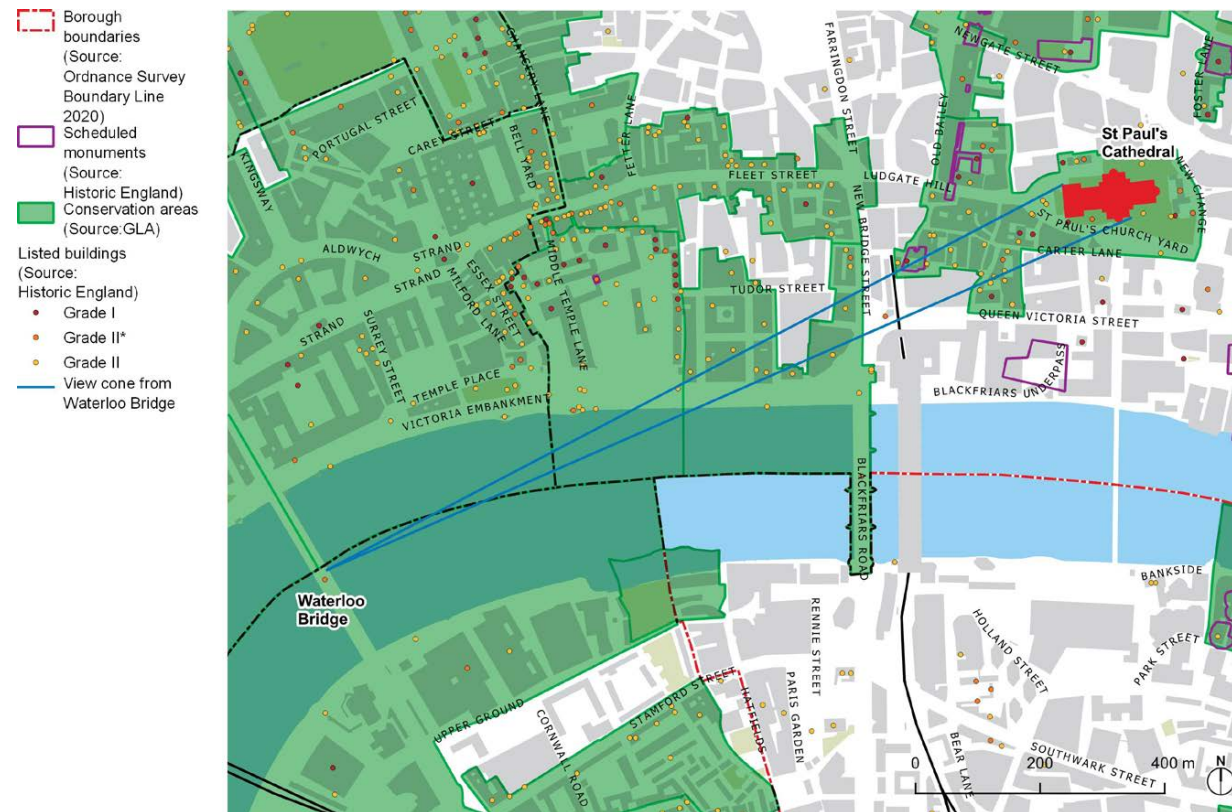 Borough
boundaries
(Source:
Ordnance Survey
Boundary Line
2020)
Scheduled
monuments
(Source:
Historic England)
Conservation areas
(Source:GLA)
Listed buildings
(Source:
Historic England)
Grade I
Grade II*
Grade II
View cone from
Waterloo Bridge
CHANCERY LANE
FARRINGDON STREET
NEWGATE STREET
FOSTER LANE
PORTUGAL STREET
CAREY STREET
BELL YARD
FETTER LANE
OLD BAILEY
St Paul's
Cathedral
KINGSWAY
FLEET STREET
LUDGATE HILL
NEW CHANGE
ST PAUL'S CHURCH YARD
CARTER LANE
ALDWYCH
STRAND
STRAND
STRAND
MILFORD LANE
ESSEX STREET
MIDDLE TEMPLE LANE
NEW BRIDGE STREET
TUDOR STREET
QUEEN VICTORIA STREET
SURREY STREET
TEMPLE PLACE
VICTORIA EMBANKMENT
BLACKFRIARS UNDERPASS
BLACKFRIARS ROAD
Waterloo
Bridge
BANKSIDE
RENNIE STREET
HOLLAND STREET
PARK STREET
UPPER GROUND
STAMFORD STREET
HATFIELDS
PARIS GARDEN
CORNWALL ROAD
BEAR LANE
SOUTHWARK STREET
0 200 400 m
N